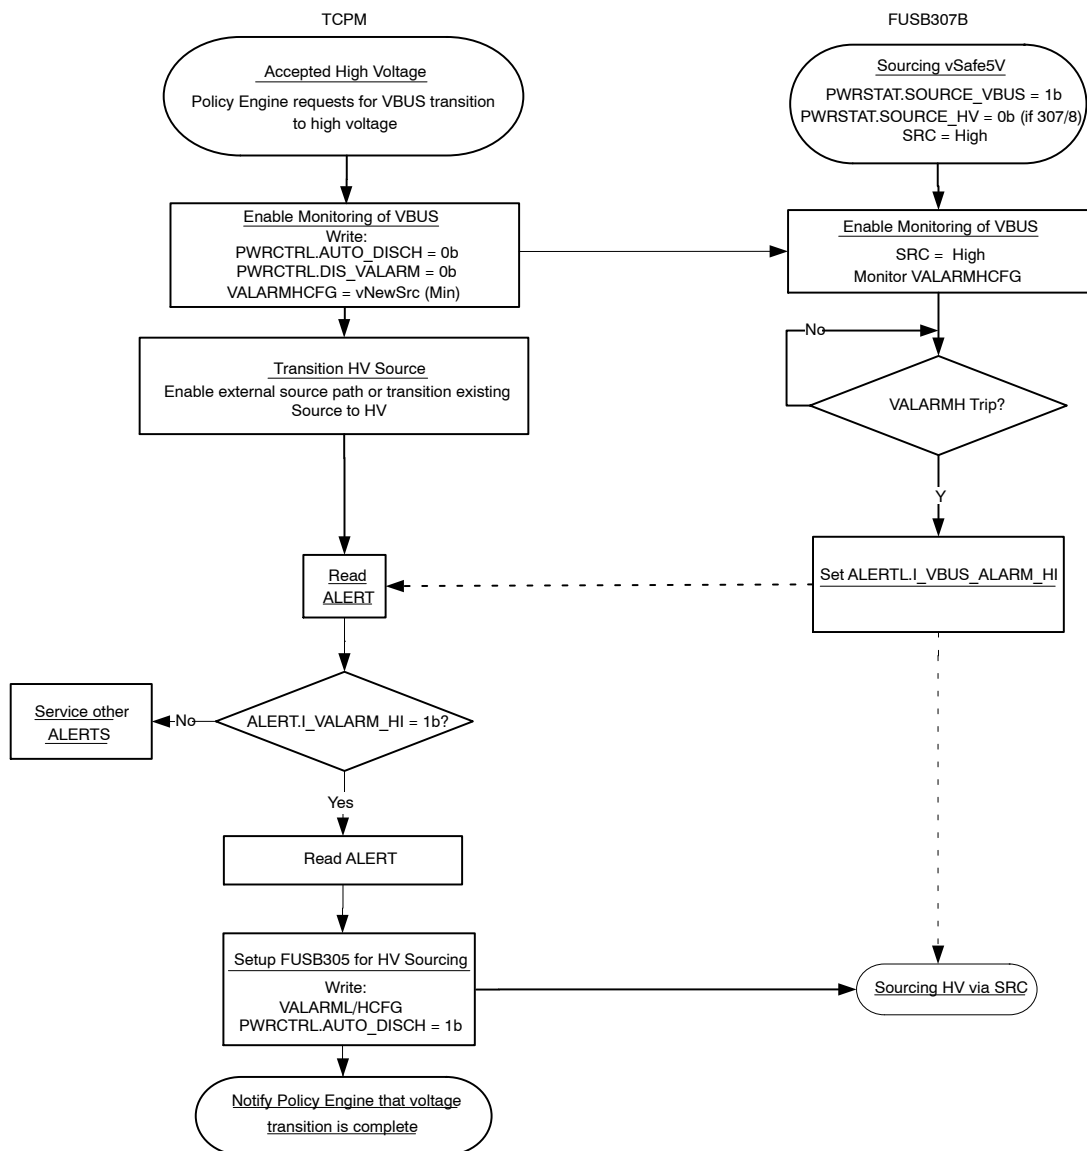 TCPM
FUSB307B
Accepted High Voltage
Policy Engine requests for VBUS transition
to high voltage
Sourcing vSafe5V
PWRSTAT.SOURCE_VBUS = 1b
PWRSTAT.SOURCE_HV = 0b (if 307/8)
SRC = High
Enable Monitoring of VBUS
Write:
PWRCTRL.AUTO_DISCH = 0b
PWRCTRL.DIS_VALARM = 0b
VALARMHCFG = vNewSrc (Min)
Enable Monitoring of VBUS
SRC = High
Monitor VALARMHCFG
No
Transition HV Source
Enable external source path or transition existing
Source to HV
VALARMH Trip?
Y
Read
ALERT
Set ALERTL.I_VBUS_ALARM_HI
Service other
ALERTS
No
ALERT.I_VALARM_HI = 1b?
Yes
Read ALERT
Setup FUSB305 for HV Sourcing
Write:
VALARML/HCFG
PWRCTRL.AUTO_DISCH = 1b
Sourcing HV via SRC
Notify Policy Engine that voltage
transition is complete